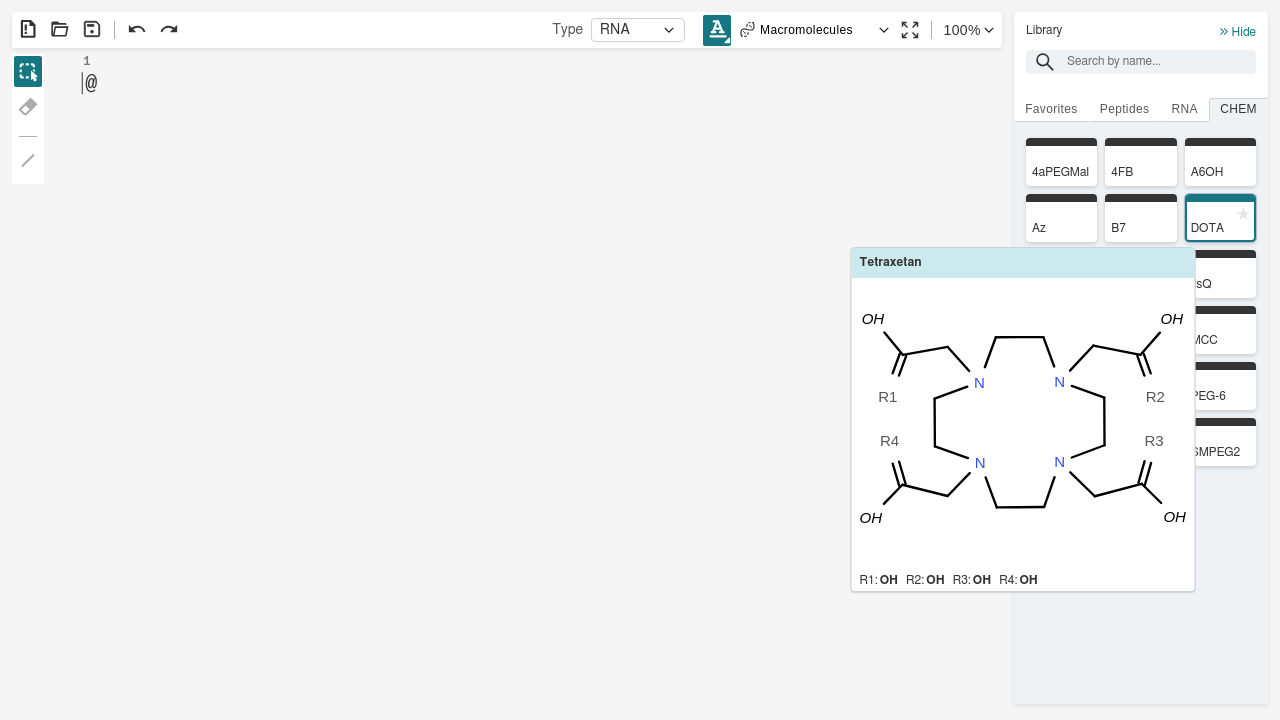 Type RNA Macromolecules 100%
1
@
Library
Hide
Search by name...
Favorites Peptides RNA CHEM
4aPEGMal 4FB A6OH
Az B7 DOTA
sQ
MCC
PEG-6
SMPEG2
Tetraxetan
OH OH
N N
R1 R2
R4 R3
N N
OH OH
R1: OH R2: OH R3: OH R4: OH